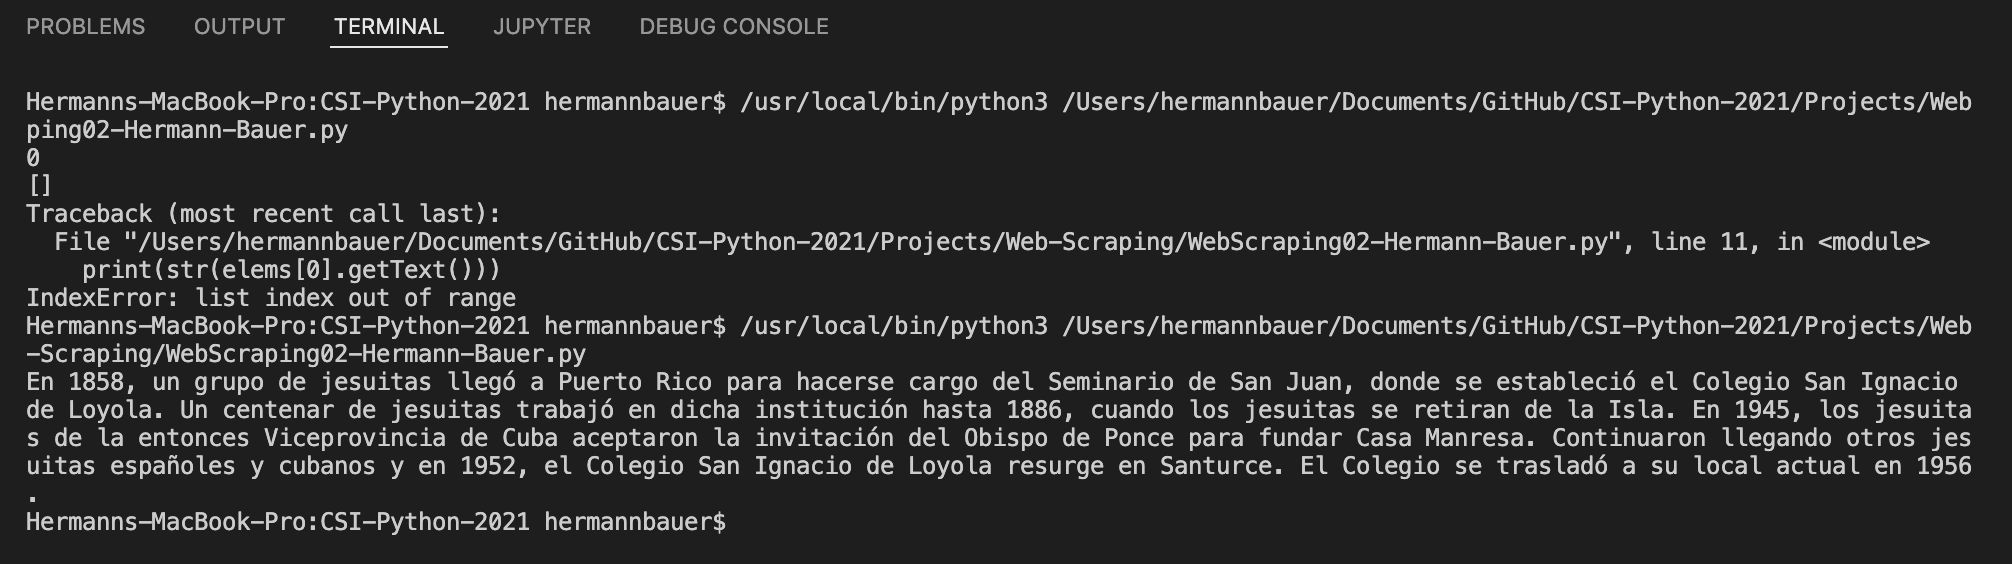 PROBLEMS OUTPUT TERMINAL JUPYTER DEBUG CONSOLE
Hermanns-MacBook-Pro:CSI-Python-2021 hermannbauer$ /usr/local/bin/python3 /Users/hermannbauer/Documents/GitHub/CSI-Python-2021/Projects/Web
ping02-Hermann-Bauer.py
0
[]
Traceback (most recent call last):
  File "/Users/hermannbauer/Documents/GitHub/CSI-Python-2021/Projects/Web-Scraping/WebScraping02-Hermann-Bauer.py", line 11, in <module>
    print(str(elems[0].getText()))
IndexError: list index out of range
Hermanns-MacBook-Pro:CSI-Python-2021 hermannbauer$ /usr/local/bin/python3 /Users/hermannbauer/Documents/GitHub/CSI-Python-2021/Projects/Web
-Scraping/WebScraping02-Hermann-Bauer.py
En 1858, un grupo de jesuitas llegó a Puerto Rico para hacerse cargo del Seminario de San Juan, donde se estableció el Colegio San Ignacio
de Loyola. Un centenar de jesuitas trabajó en dicha institución hasta 1886, cuando los jesuitas se retiran de la Isla. En 1945, los jesuita
s de la entonces Viceprovincia de Cuba aceptaron la invitación del Obispo de Ponce para fundar Casa Manresa. Continuaron llegando otros jes
uitas españoles y cubanos y en 1952, el Colegio San Ignacio de Loyola resurge en Santurce. El Colegio se trasladó a su local actual en 1956
.
Hermanns-MacBook-Pro:CSI-Python-2021 hermannbauer$